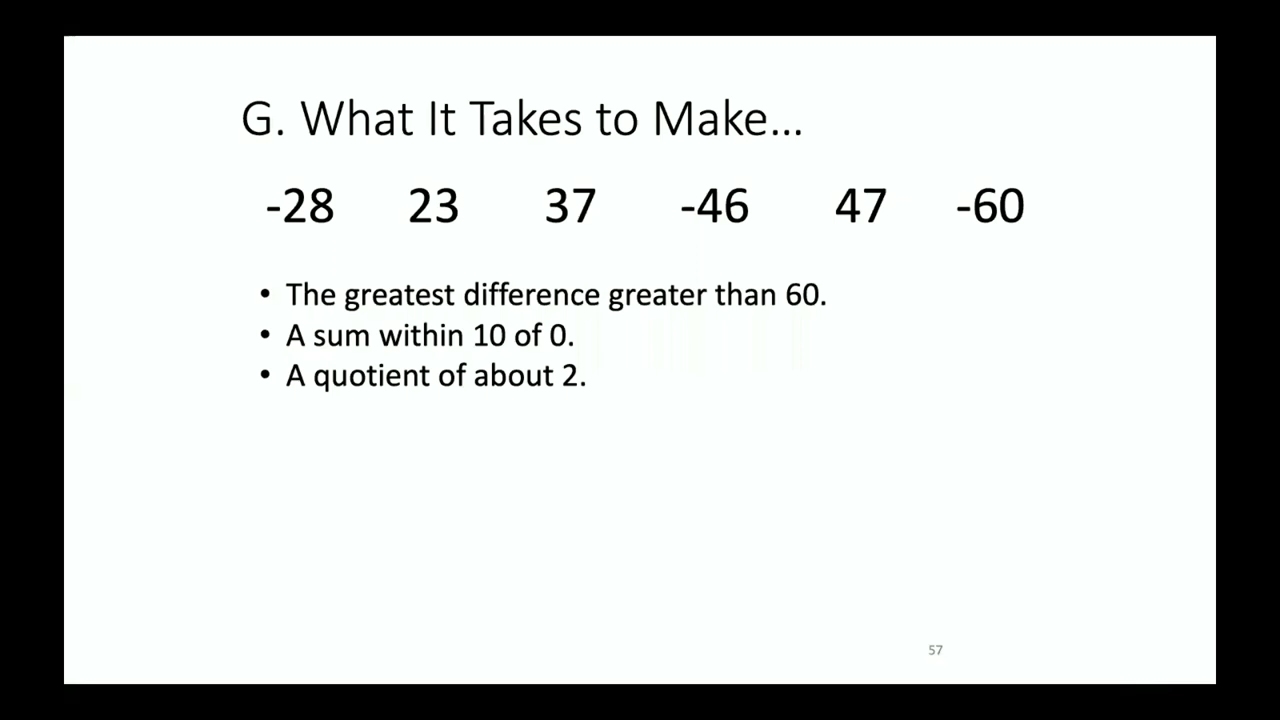 G. What It Takes to Make...
-28 23 37 -46 47 -60
• The greatest difference greater than 60.
• A sum within 10 of 0.
• A quotient of about 2.
57